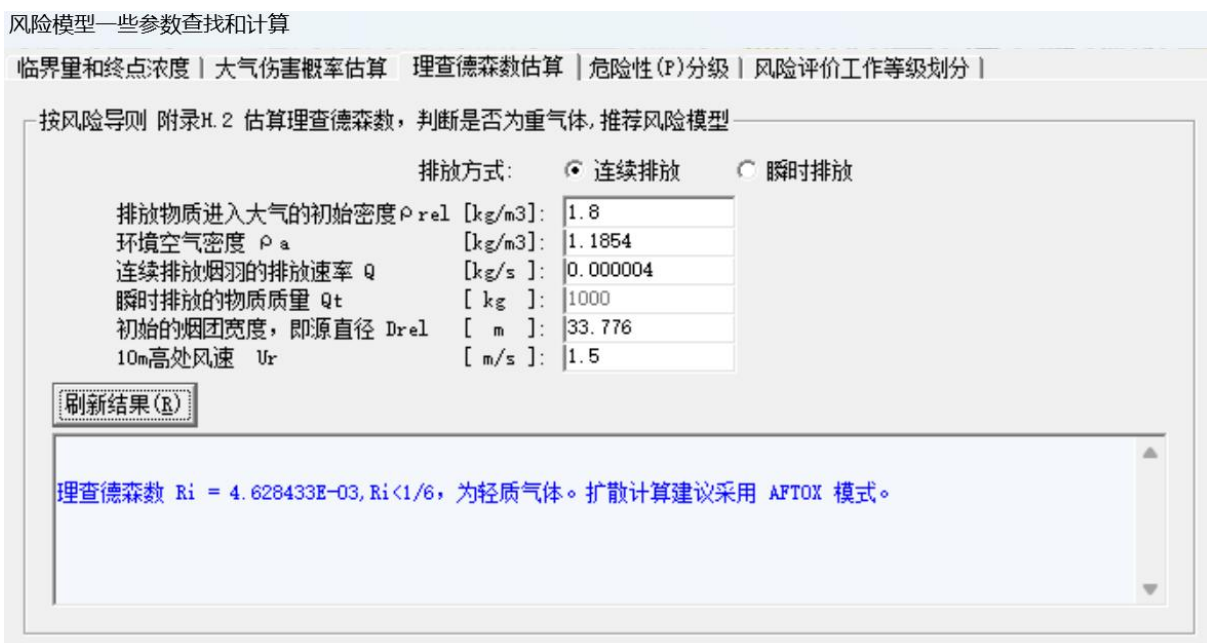 风险模型—些参数查找和计算
临界量和终点浓度 | 大气伤害概率估算 理查德森数估算 | 危险性(P)分级 | 风险评价工作等级划分 |
按风险导则 附录H.2 估算理查德森数，判断是否为重气体,推荐风险模型
排放方式: 连续排放 瞬时排放
排放物质进入大气的初始密度ρrel [kg/m3]: 1.8
环境空气密度 ρa [kg/m3]: 1.1854
连续排放烟羽的排放速率 Q [kg/s ]: 0.000004
瞬时排放的物质质量 Qt [ kg ]: 1000
初始的烟团宽度，即源直径 Drel [ m ]: 33.776
10m高处风速 Ur [ m/s ]: 1.5
刷新结果(R)
理查德森数 Ri = 4.628433E-03,Ri<1/6，为轻质气体。扩散计算建议采用 AFTOX 模式。